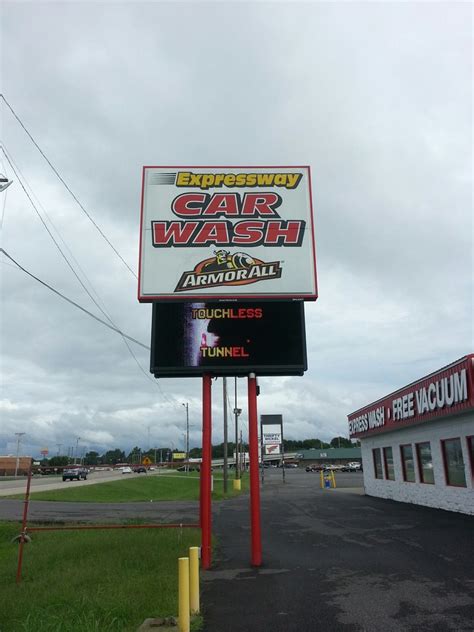 Expressway
CAR
WASH
ARMORALL
TOUCHLESS
TUNNEL
EXPRESS WASH • FREE VACUUM